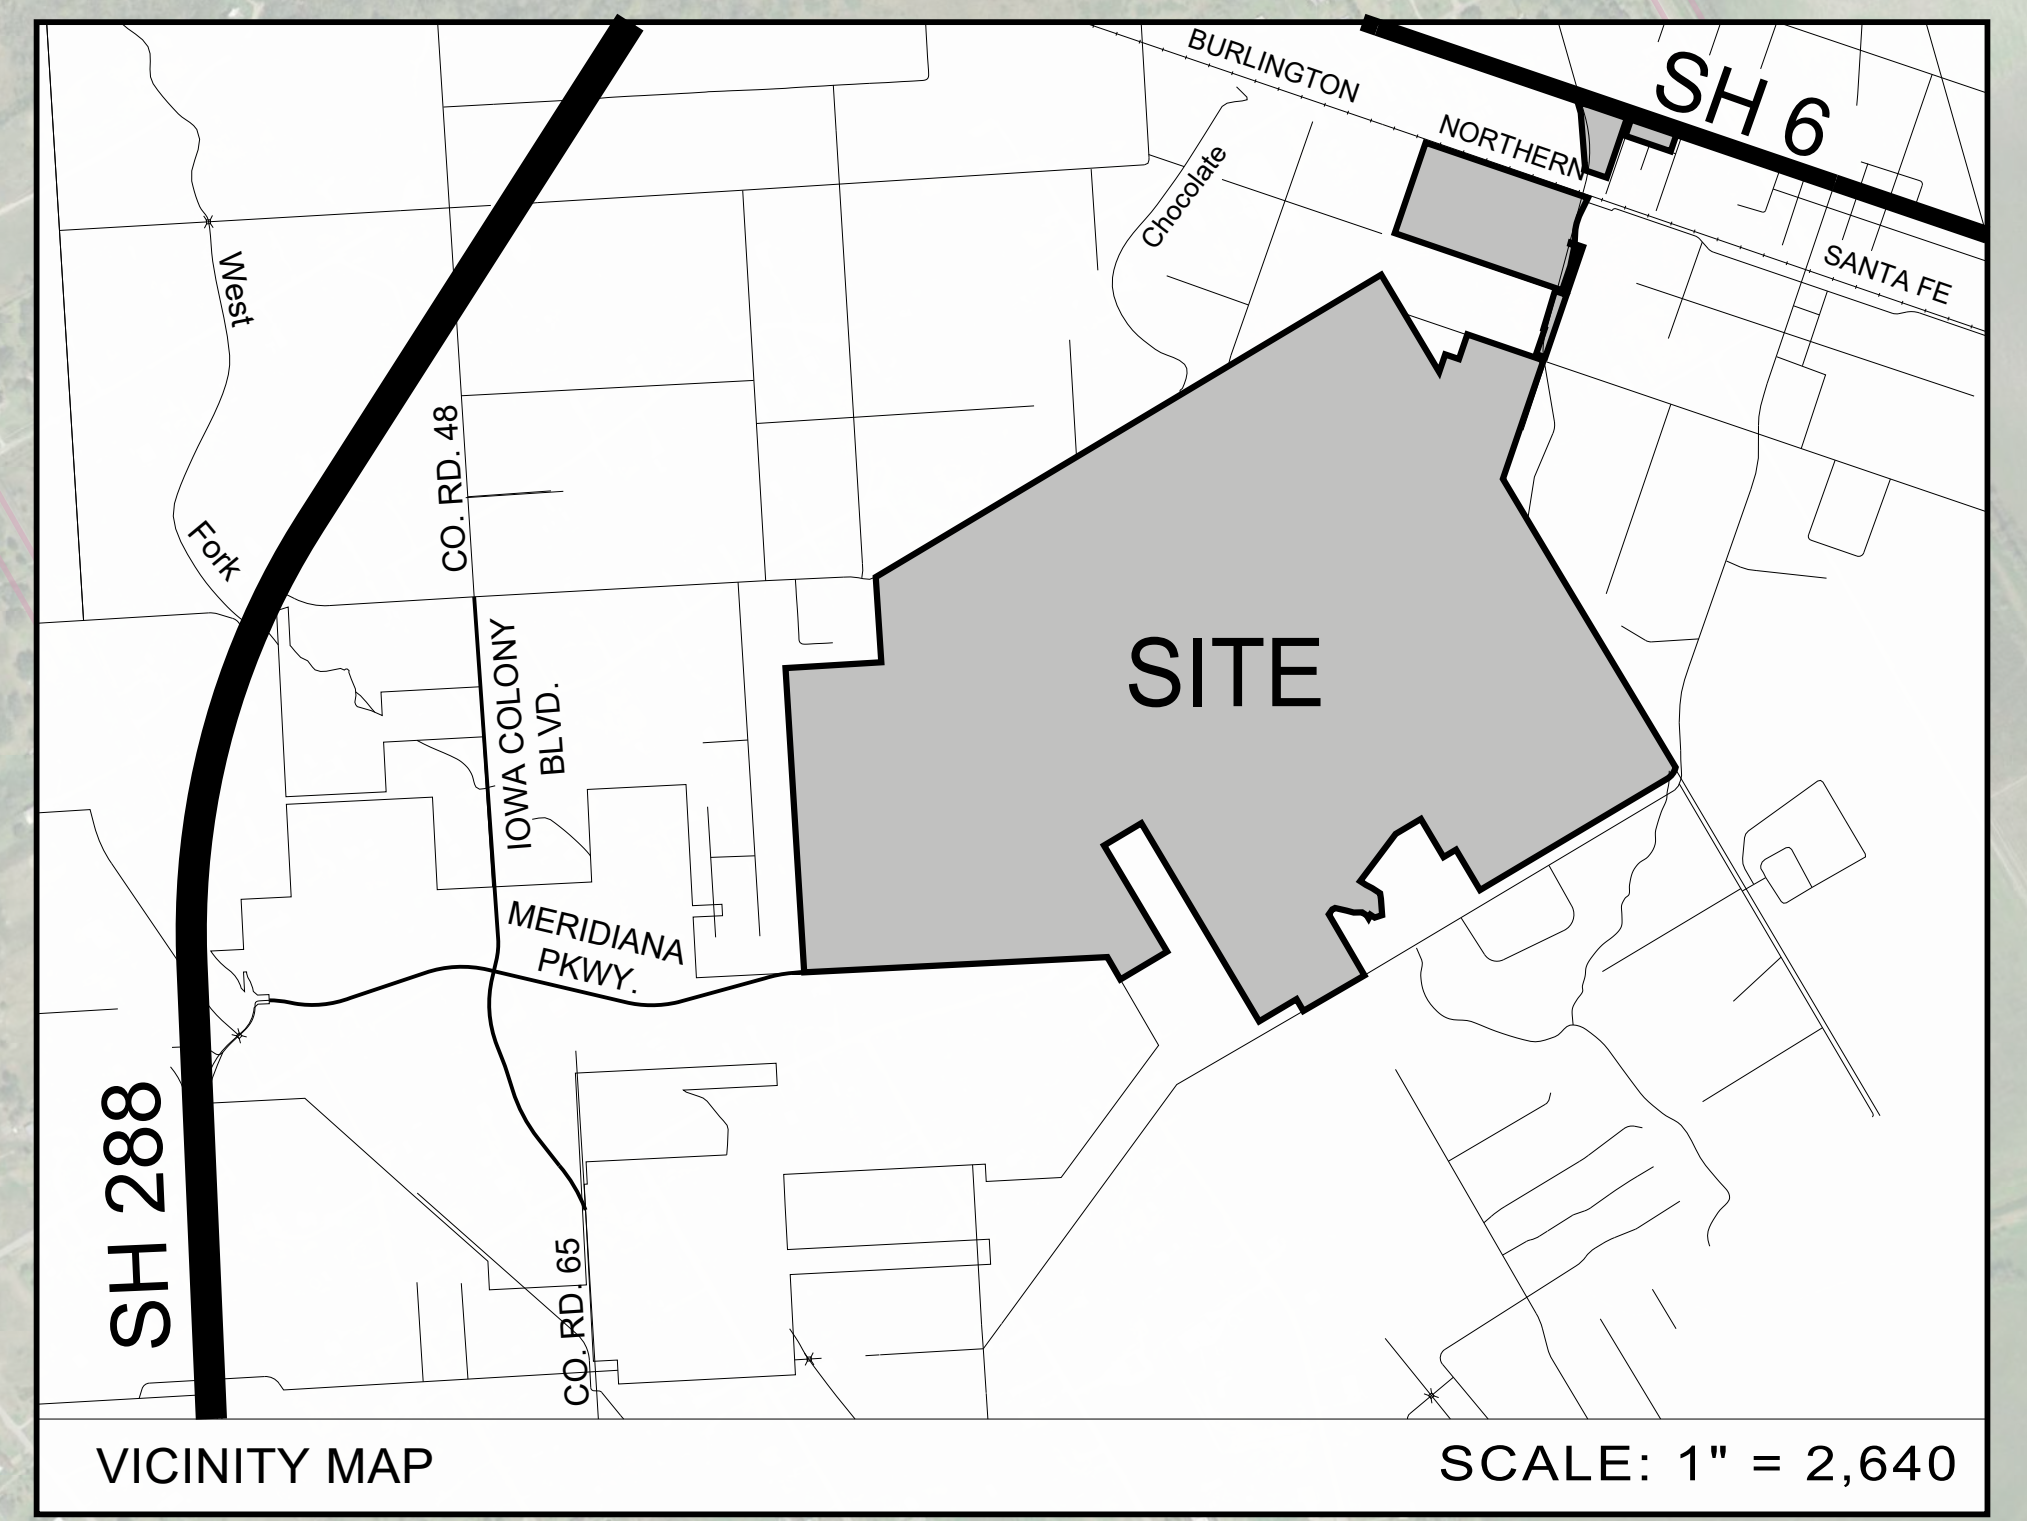 BURLINGTON
NORTHERN
SH 6
SANTA FE
Chocolate
West
Fork
CO. RD. 48
IOWA COLONY
BLVD.
SITE
MERIDIANA
PKWY.
SH 288
CO. RD. 65
VICINITY MAP
SCALE: 1" = 2,640